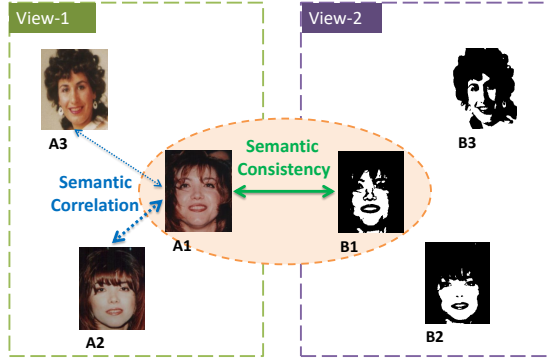 View-1
View-2
A3
B3
Semantic
Consistency
Semantic
Correlation
A1
B1
A2
B2